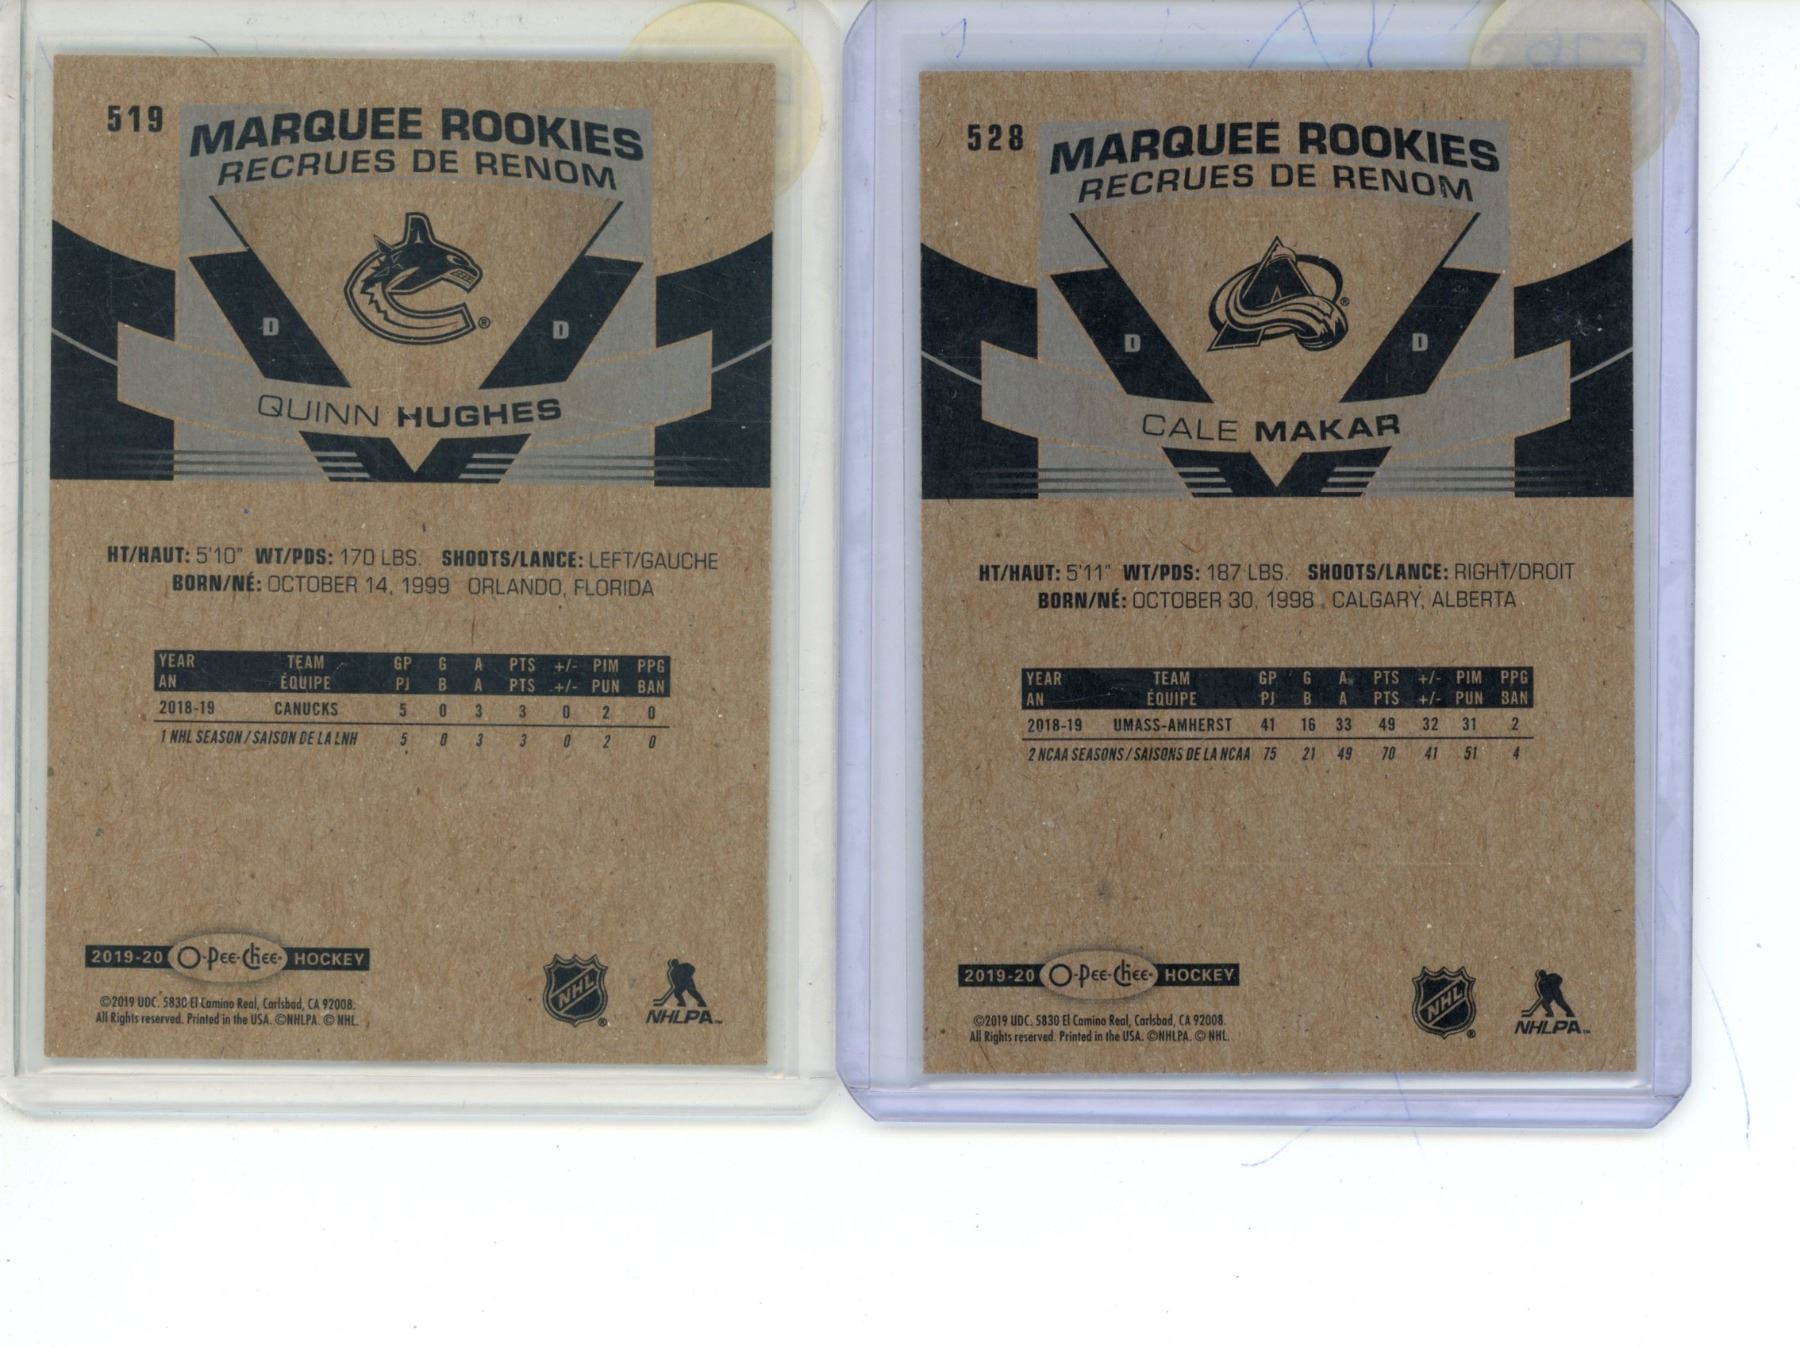 519
MARQUEE ROOKIES
RECRUES DE RENOM
D D
QUINN HUGHES
HT/HAUT: 5'10" WT/PDS: 170 LBS. SHOOTS/LANCE: LEFT/GAUCHE
BORN/NÉ: OCTOBER 14, 1999 ORLANDO, FLORIDA
YEAR TEAM GP G A PTS +/- PIM PPG
AN ÉQUIPE PJ B A PTS +/- PUN BAN
2018-19 CANUCKS 5 0 3 3 0 2 0
1 NHL SEASON / SAISON DE LA LNH 5 0 3 3 0 2 0
2019-20 O-Pee-Chee HOCKEY
©2019 UDC. 5830 El Camino Real, Carlsbad, CA 92008.
All Rights reserved. Printed in the USA. ©NHLPA. © NHL.
NHL ®
NHLPA™
528
MARQUEE ROOKIES
RECRUES DE RENOM
D D
CALE MAKAR
HT/HAUT: 5'11" WT/PDS: 187 LBS. SHOOTS/LANCE: RIGHT/DROIT
BORN/NÉ: OCTOBER 30, 1998 CALGARY, ALBERTA
YEAR TEAM GP G A PTS +/- PIM PPG
AN ÉQUIPE PJ B A PTS +/- PUN BAN
2018-19 UMASS-AMHERST 41 16 33 49 32 31 2
2 NCAA SEASONS / SAISONS DE LA NCAA 75 21 49 70 41 51 4
2019-20 O-Pee-Chee HOCKEY
©2019 UDC. 5830 El Camino Real, Carlsbad, CA 92008.
All Rights reserved. Printed in the USA. ©NHLPA. © NHL.
NHL ®
NHLPA™